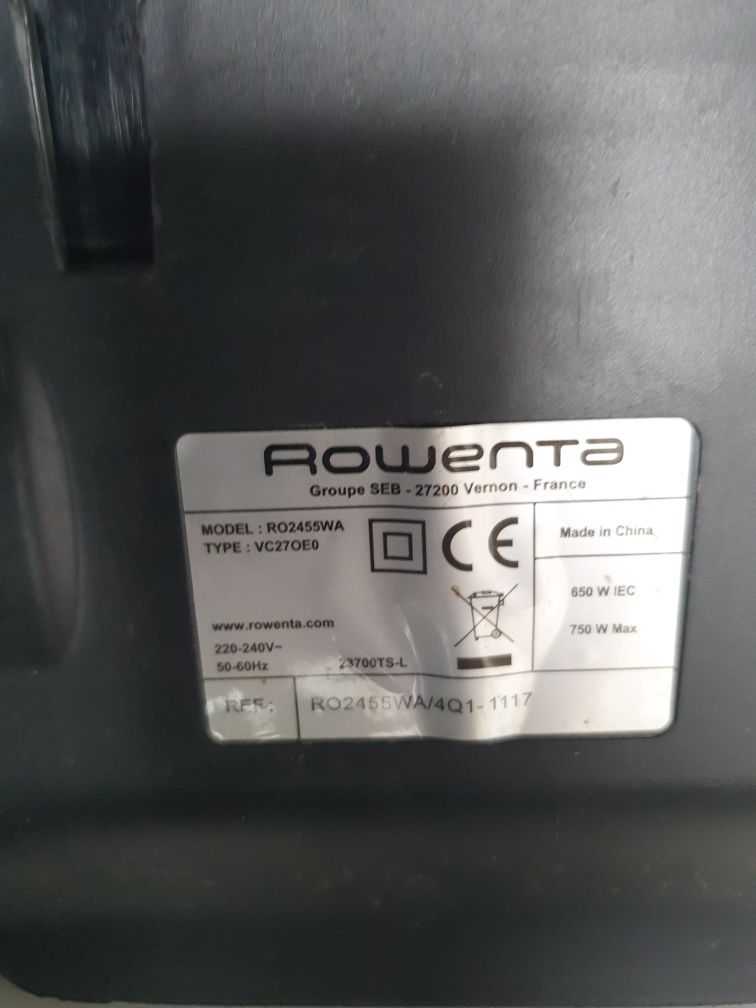 Rowenta
Groupe SEB - 27200 Vernon - France
MODEL : RO2455WA
TYPE : VC27OE0
CE
Made in China
650 W IEC
750 W Max
www.rowenta.com
220-240V~
50-60Hz
23700TS-L
REF :
RO2455WA/4Q1-1117